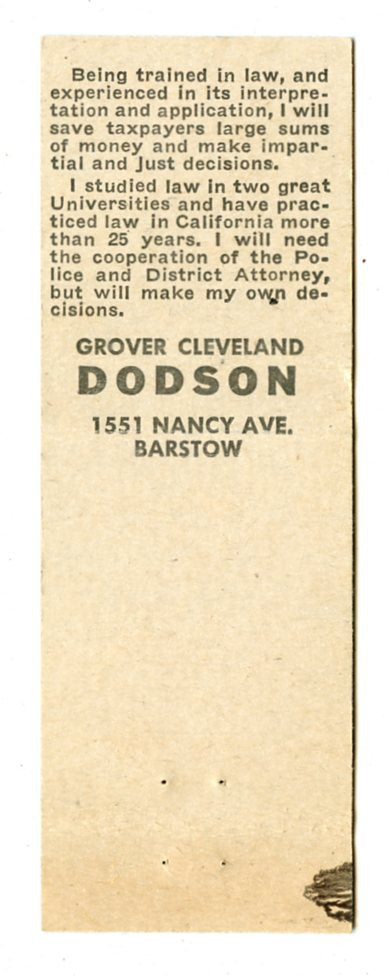 Being trained in law, and
experienced in its interpre-
tation and application, I will
save taxpayers large sums
of money and make impar-
tial and Just decisions.
I studied law in two great
Universities and have prac-
ticed law in California more
than 25 years. I will need
the cooperation of the Po-
lice and District Attorney,
but will make my own de-
cisions.
GROVER CLEVELAND
DODSON
1551 NANCY AVE.
BARSTOW